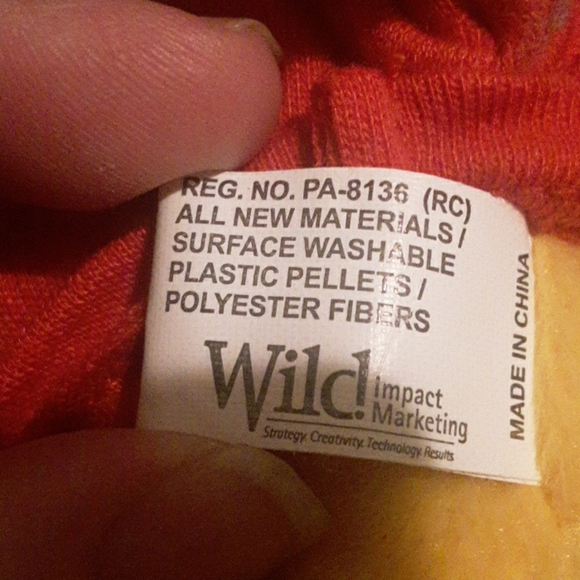 REG. NO. PA-8136 (RC)
ALL NEW MATERIALS /
SURFACE WASHABLE
PLASTIC PELLETS /
POLYESTER FIBERS
Wild! Impact
Marketing
Strategy. Creativity. Technology. Results
MADE IN CHINA